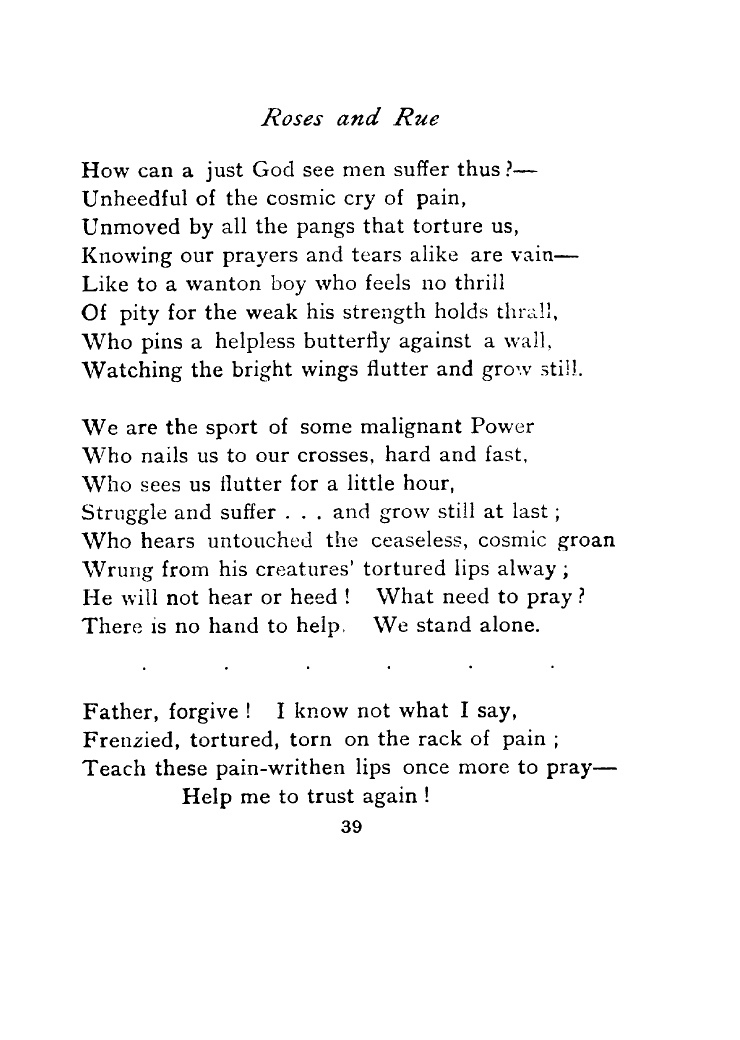 Roses and Rue
How can a just God see men suffer thus ?—
Unheedful of the cosmic cry of pain,
Unmoved by all the pangs that torture us,
Knowing our prayers and tears alike are vain—
Like to a wanton boy who feels no thrill
Of pity for the weak his strength holds thrall,
Who pins a helpless butterfly against a wall,
Watching the bright wings flutter and grow still.
We are the sport of some malignant Power
Who nails us to our crosses, hard and fast,
Who sees us flutter for a little hour,
Struggle and suffer . . . and grow still at last ;
Who hears untouched the ceaseless, cosmic groan
Wrung from his creatures' tortured lips alway ;
He will not hear or heed ! What need to pray ?
There is no hand to help. We stand alone.
. . . . . .
Father, forgive ! I know not what I say,
Frenzied, tortured, torn on the rack of pain ;
Teach these pain-writhen lips once more to pray—
Help me to trust again !
39